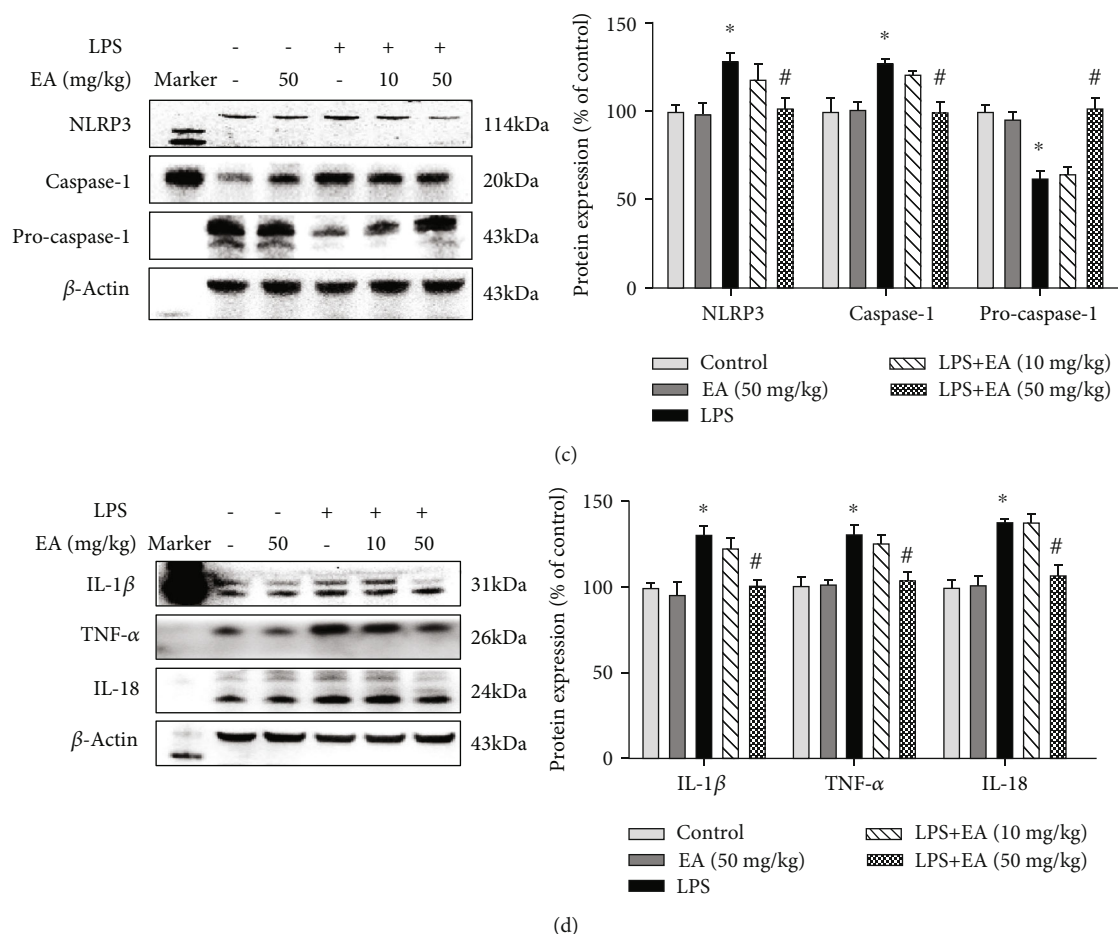 LPS - - + + +
EA (mg/kg) Marker - 50 - 10 50
NLRP3 114kDa
Caspase-1 20kDa
Pro-caspase-1 43kDa
β-Actin 43kDa
Protein expression (% of control)
150
100
50
0
* * * # # #
NLRP3 Caspase-1 Pro-caspase-1
Control LPS+EA (10 mg/kg)
EA (50 mg/kg) LPS+EA (50 mg/kg)
LPS
(c)
LPS - - + + +
EA (mg/kg) Marker - 50 - 10 50
IL-1β 31kDa
TNF-α 26kDa
IL-18 24kDa
β-Actin 43kDa
Protein expression (% of control)
150
100
50
0
* # * # * #
IL-1β TNF-α IL-18
Control LPS+EA (10 mg/kg)
EA (50 mg/kg) LPS+EA (50 mg/kg)
LPS
(d)